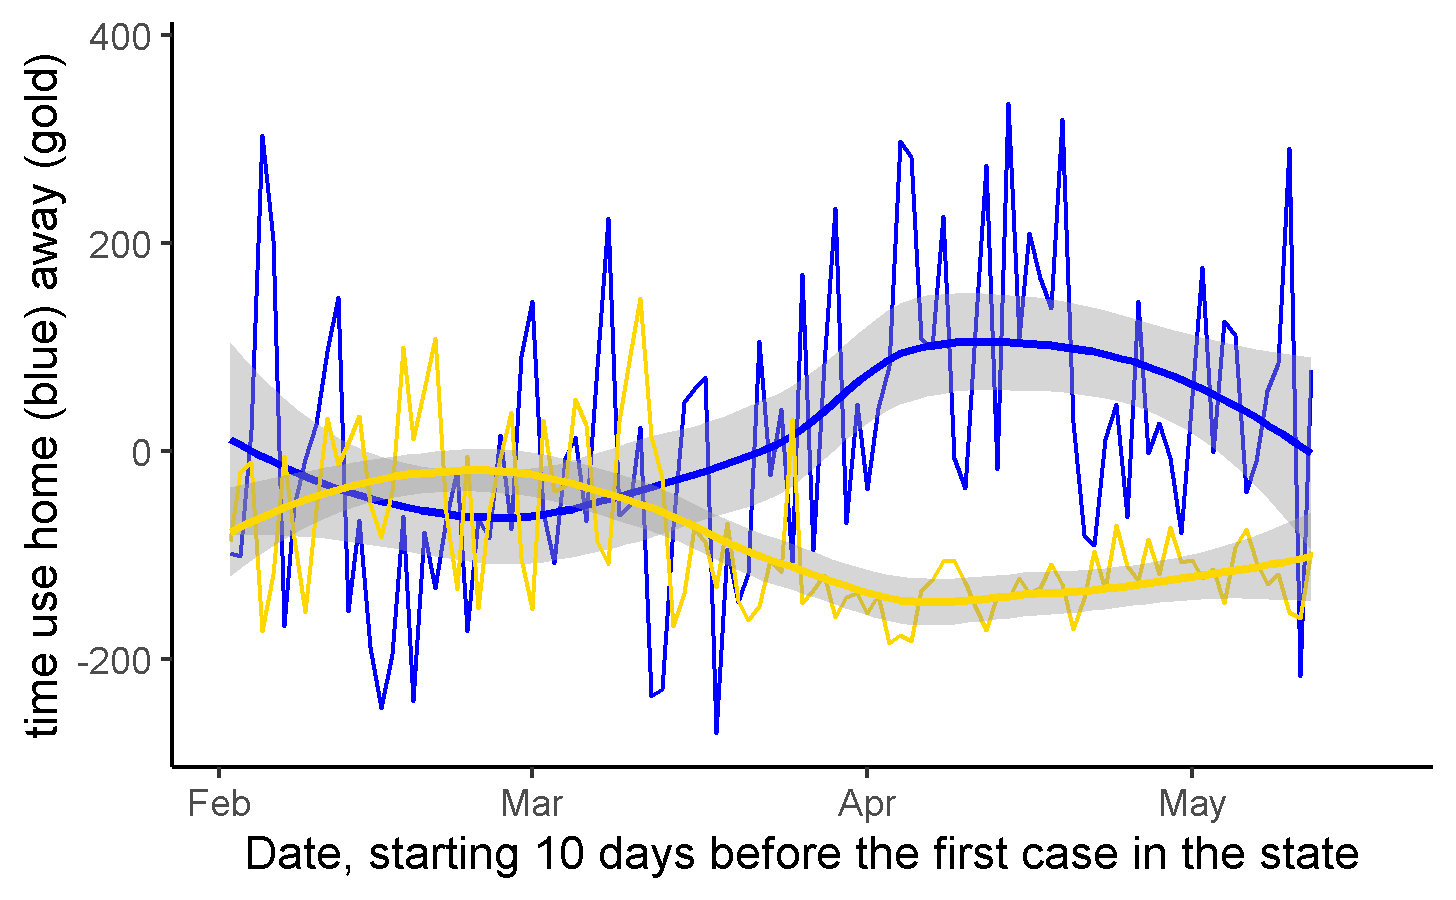 time use home (blue) away (gold)
400
200
0
-200
Feb Mar Apr May
Date, starting 10 days before the first case in the state